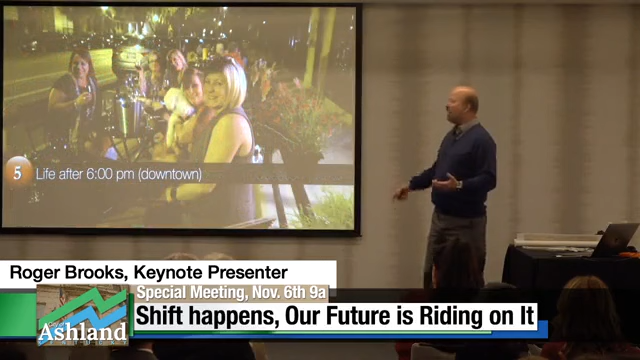 5
Life after 6:00 pm (downtown)
Roger Brooks, Keynote Presenter
Special Meeting, Nov. 6th 9a
Shift happens, Our Future is Riding on It
Ashland